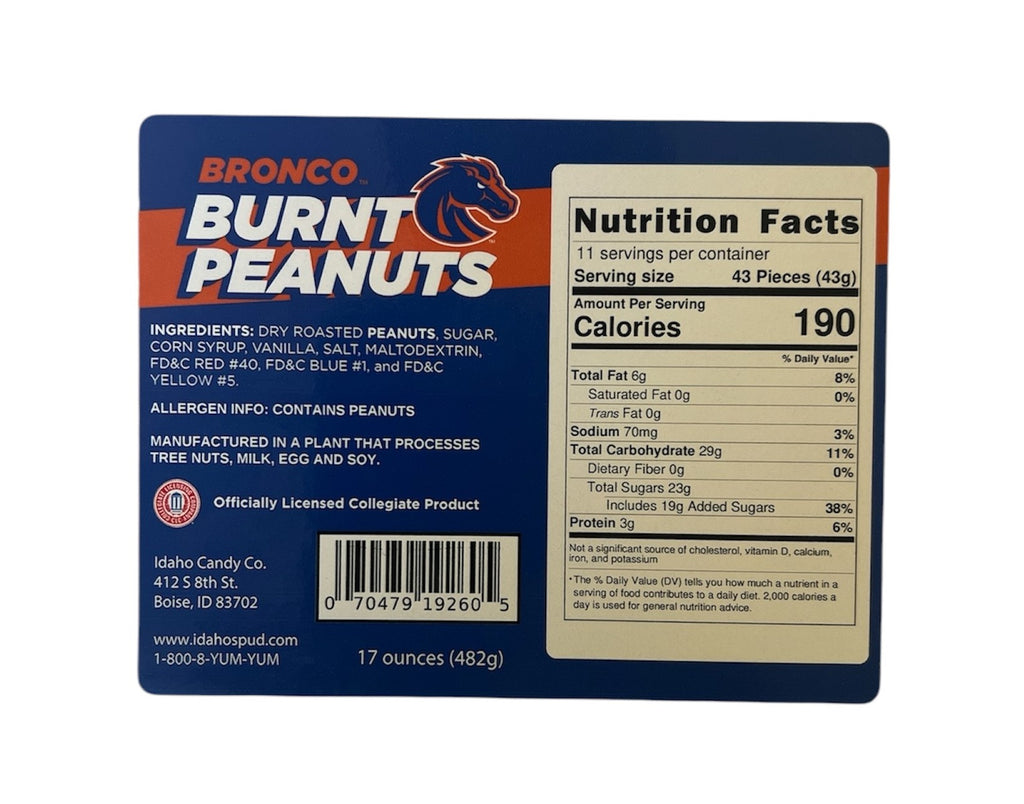 BRONCO™
BURNT
PEANUTS
INGREDIENTS: DRY ROASTED PEANUTS, SUGAR,
CORN SYRUP, VANILLA, SALT, MALTODEXTRIN,
FD&C RED #40, FD&C BLUE #1, and FD&C
YELLOW #5.
ALLERGEN INFO: CONTAINS PEANUTS
MANUFACTURED IN A PLANT THAT PROCESSES
TREE NUTS, MILK, EGG AND SOY.
Officially Licensed Collegiate Product
Idaho Candy Co.
412 S 8th St.
Boise, ID 83702
0 70479 19260 5
www.idahospud.com
1-800-8-YUM-YUM
17 ounces (482g)
Nutrition Facts
11 servings per container
Serving size 43 Pieces (43g)
Amount Per Serving
Calories 190
% Daily Value*
Total Fat 6g 8%
Saturated Fat 0g 0%
Trans Fat 0g
Sodium 70mg 3%
Total Carbohydrate 29g 11%
Dietary Fiber 0g 0%
Total Sugars 23g
Includes 19g Added Sugars 38%
Protein 3g 6%
Not a significant source of cholesterol, vitamin D, calcium,
iron, and potassium
*The % Daily Value (DV) tells you how much a nutrient in a
serving of food contributes to a daily diet. 2,000 calories a
day is used for general nutrition advice.